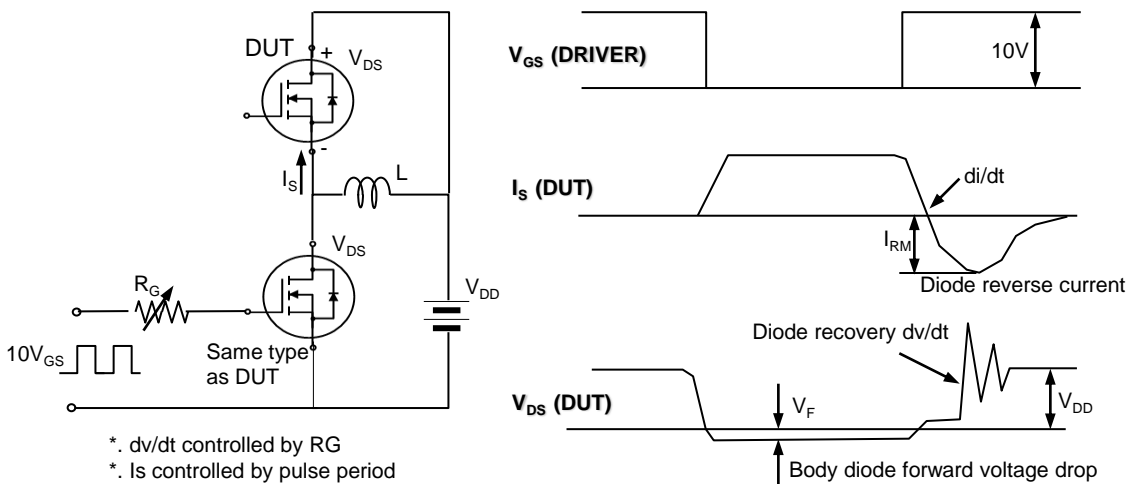 DUT
+
V_DS
-
I_S
L
V_DS
R_G
V_DD
10V_GS
Same type
as DUT
*. dv/dt controlled by RG
*. Is controlled by pulse period
V_GS (DRIVER)
10V
I_S (DUT)
di/dt
I_RM
Diode reverse current
Diode recovery dv/dt
V_DS (DUT)
V_F
V_DD
Body diode forward voltage drop